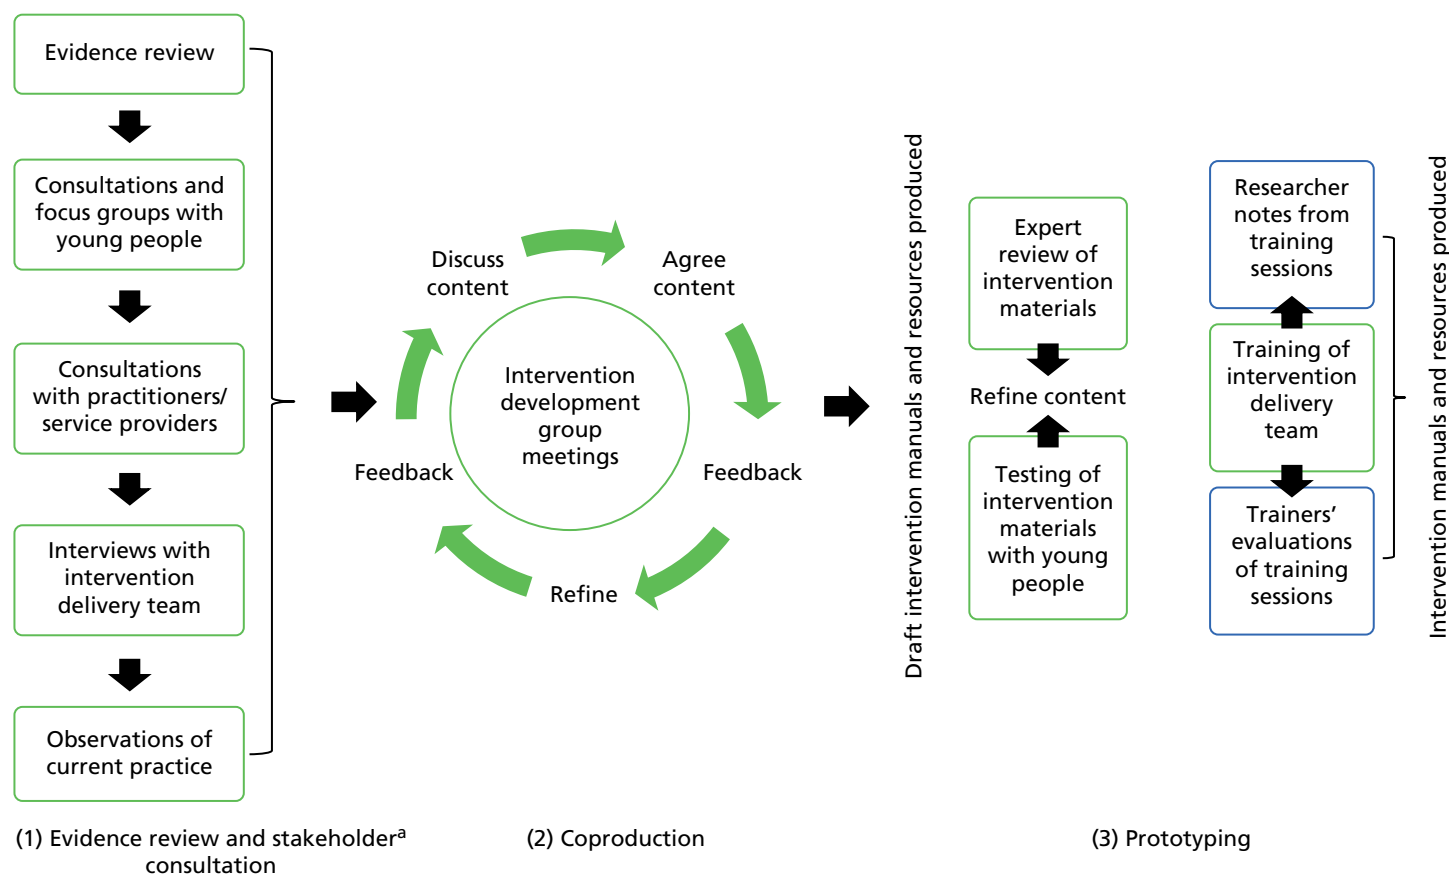 Evidence review
Consultations and
focus groups with
young people
Consultations
with practitioners/
service providers
Interviews with
intervention
delivery team
Observations of
current practice
(1) Evidence review and stakeholderᵃ
consultation
Discuss
content
Agree
content
Feedback
Refine
Feedback
Intervention
development
group
meetings
(2) Coproduction
Draft intervention manuals and resources produced
Expert
review of
intervention
materials
Refine content
Testing of
intervention
materials
with young
people
Researcher
notes from
training
sessions
Training of
intervention
delivery
team
Trainers’
evaluations
of training
sessions
Intervention manuals and resources produced
(3) Prototyping